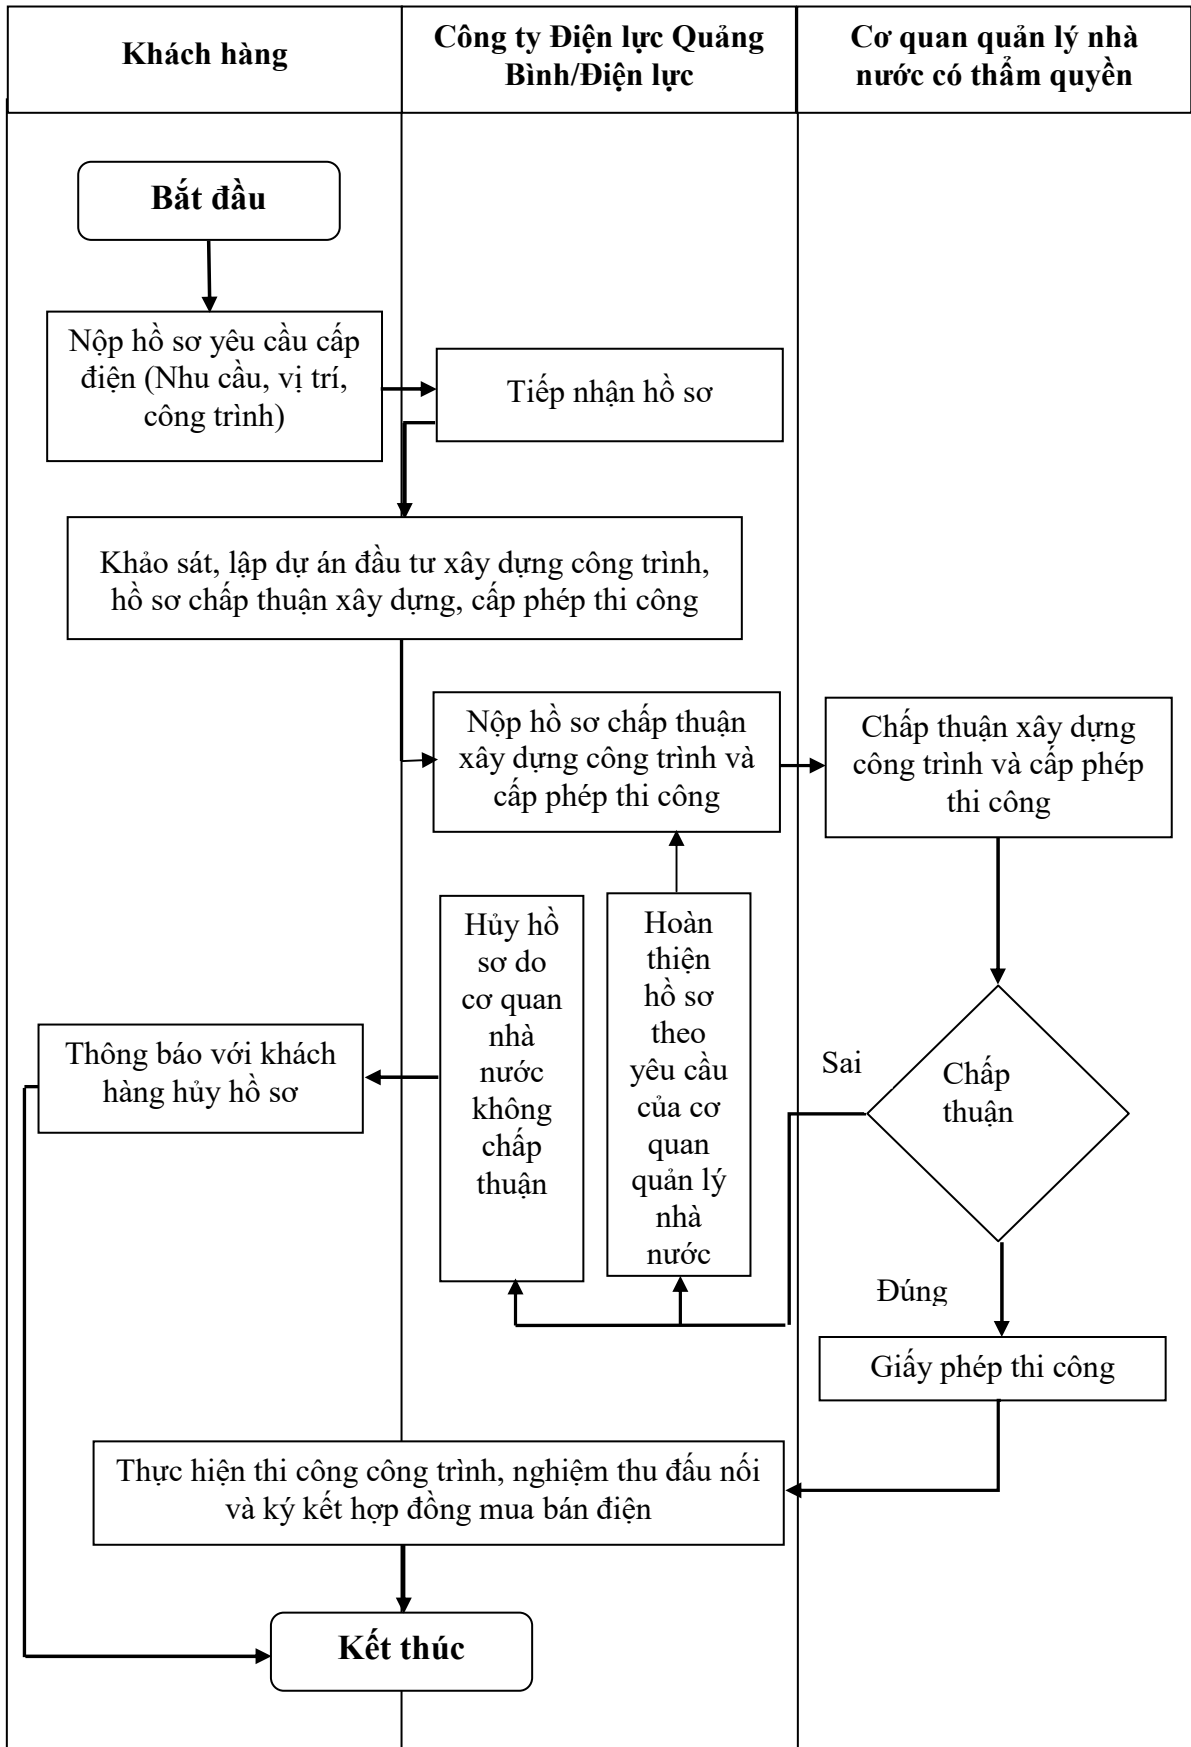 Khách hàng
Công ty Điện lực Quảng
Bình/Điện lực
Cơ quan quản lý nhà
nước có thẩm quyền
Bắt đầu
Nộp hồ sơ yêu cầu cấp
điện (Nhu cầu, vị trí,
công trình)
Tiếp nhận hồ sơ
Khảo sát, lập dự án đầu tư xây dựng công trình,
hồ sơ chấp thuận xây dựng, cấp phép thi công
Nộp hồ sơ chấp thuận
xây dựng công trình và
cấp phép thi công
Chấp thuận xây dựng
công trình và cấp phép
thi công
Hủy hồ
sơ do
cơ quan
nhà
nước
không
chấp
thuận
Hoàn
thiện
hồ sơ
theo
yêu cầu
của cơ
quan
quản lý
nhà
nước
Thông báo với khách
hàng hủy hồ sơ
Sai
Chấp
thuận
Đúng
Giấy phép thi công
Thực hiện thi công công trình, nghiệm thu đấu nối
và ký kết hợp đồng mua bán điện
Kết thúc